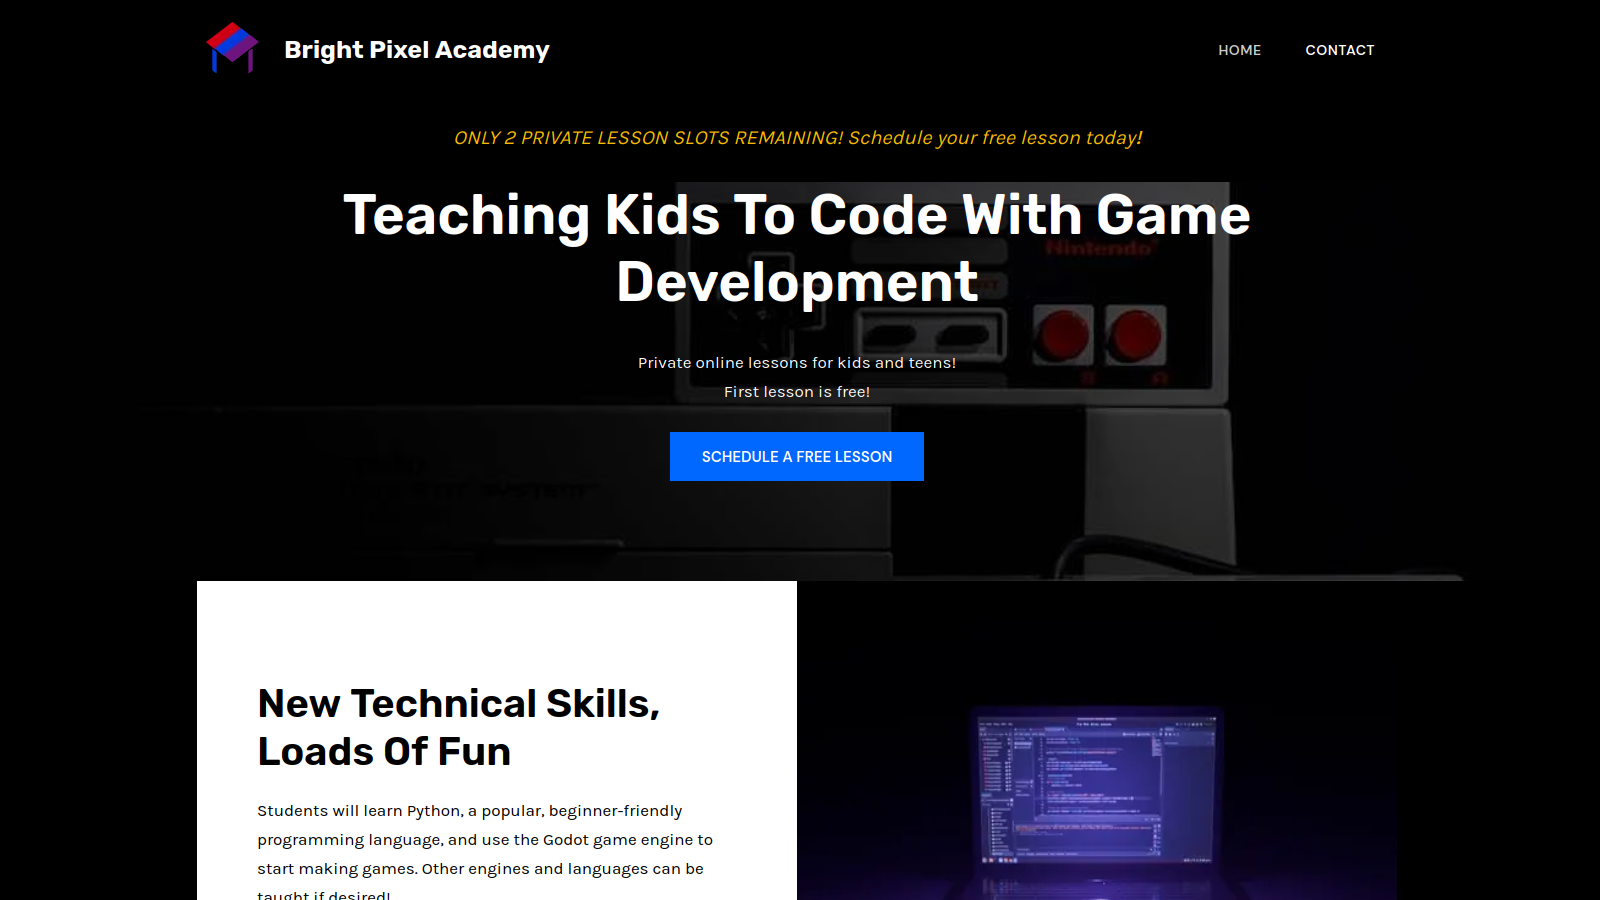 Bright Pixel Academy
HOME
CONTACT
ONLY 2 PRIVATE LESSON SLOTS REMAINING! Schedule your free lesson today!
Teaching Kids To Code With Game
Development
Nintendo
B
A
Private online lessons for kids and teens!
First lesson is free!
SCHEDULE A FREE LESSON
New Technical Skills,
Loads Of Fun
Students will learn Python, a popular, beginner-friendly
programming language, and use the Godot game engine to
start making games. Other engines and languages can be
taught if desired!